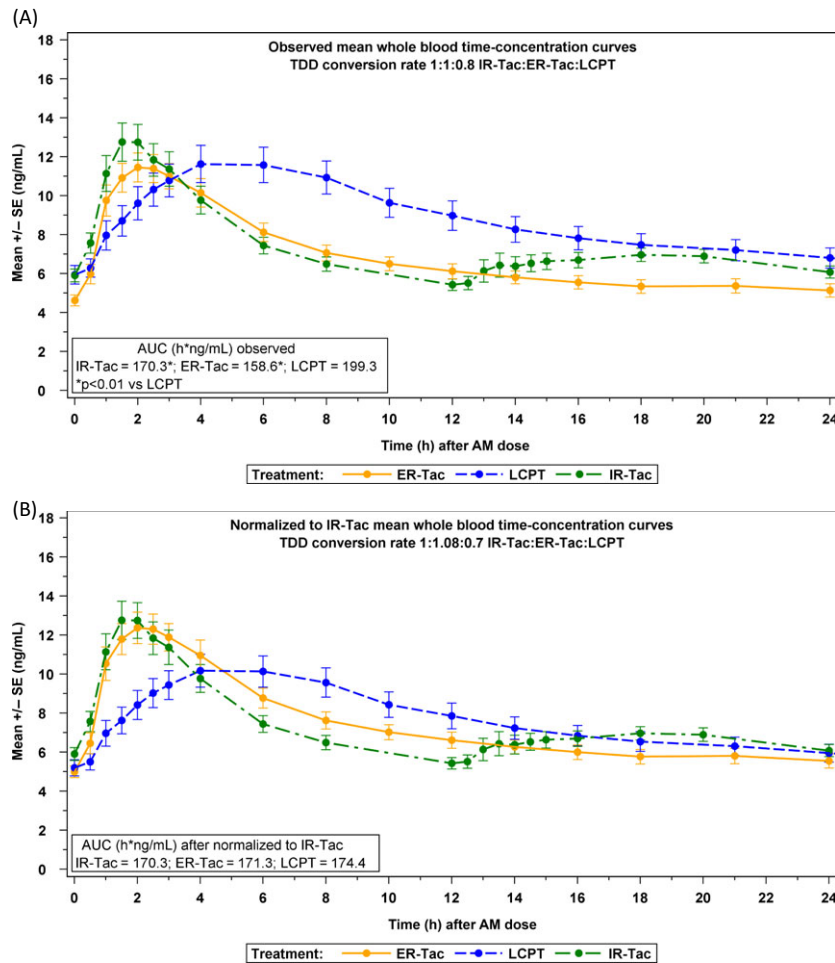 (A)
Observed mean whole blood time-concentration curves
TDD conversion rate 1:1:0.8 IR-Tac:ER-Tac:LCPT
Mean +/– SE (ng/mL)
18
16
14
12
10
8
6
4
2
0
AUC (h*ng/mL) observed
IR-Tac = 170.3*; ER-Tac = 158.6*; LCPT = 199.3
*p<0.01 vs LCPT
0 2 4 6 8 10 12 14 16 18 20 22 24
Time (h) after AM dose
Treatment: ER-Tac LCPT IR-Tac
(B)
Normalized to IR-Tac mean whole blood time-concentration curves
TDD conversion rate 1:1.08:0.7 IR-Tac:ER-Tac:LCPT
Mean +/– SE (ng/mL)
18
16
14
12
10
8
6
4
2
0
AUC (h*ng/mL) after normalized to IR-Tac
IR-Tac = 170.3; ER-Tac = 171.3; LCPT = 174.4
0 2 4 6 8 10 12 14 16 18 20 22 24
Time (h) after AM dose
Treatment: ER-Tac LCPT IR-Tac